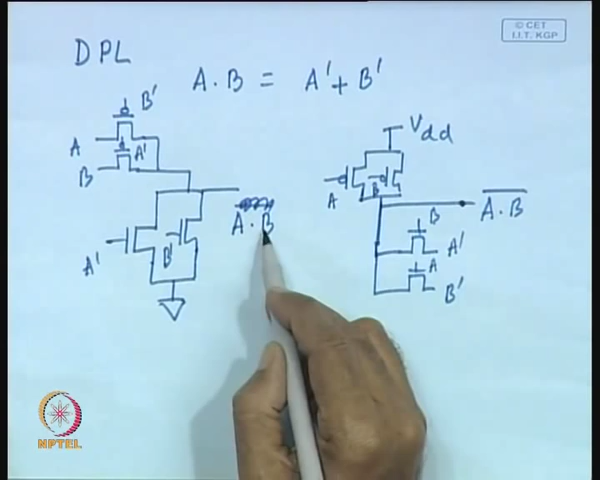 © CET
I.I.T. KGP
DPL
A . B = A' + B'
B'
A
A'
B
A'
B'
A . B
Vdd
A
B
A . B
B
A'
A
B'
NPTEL